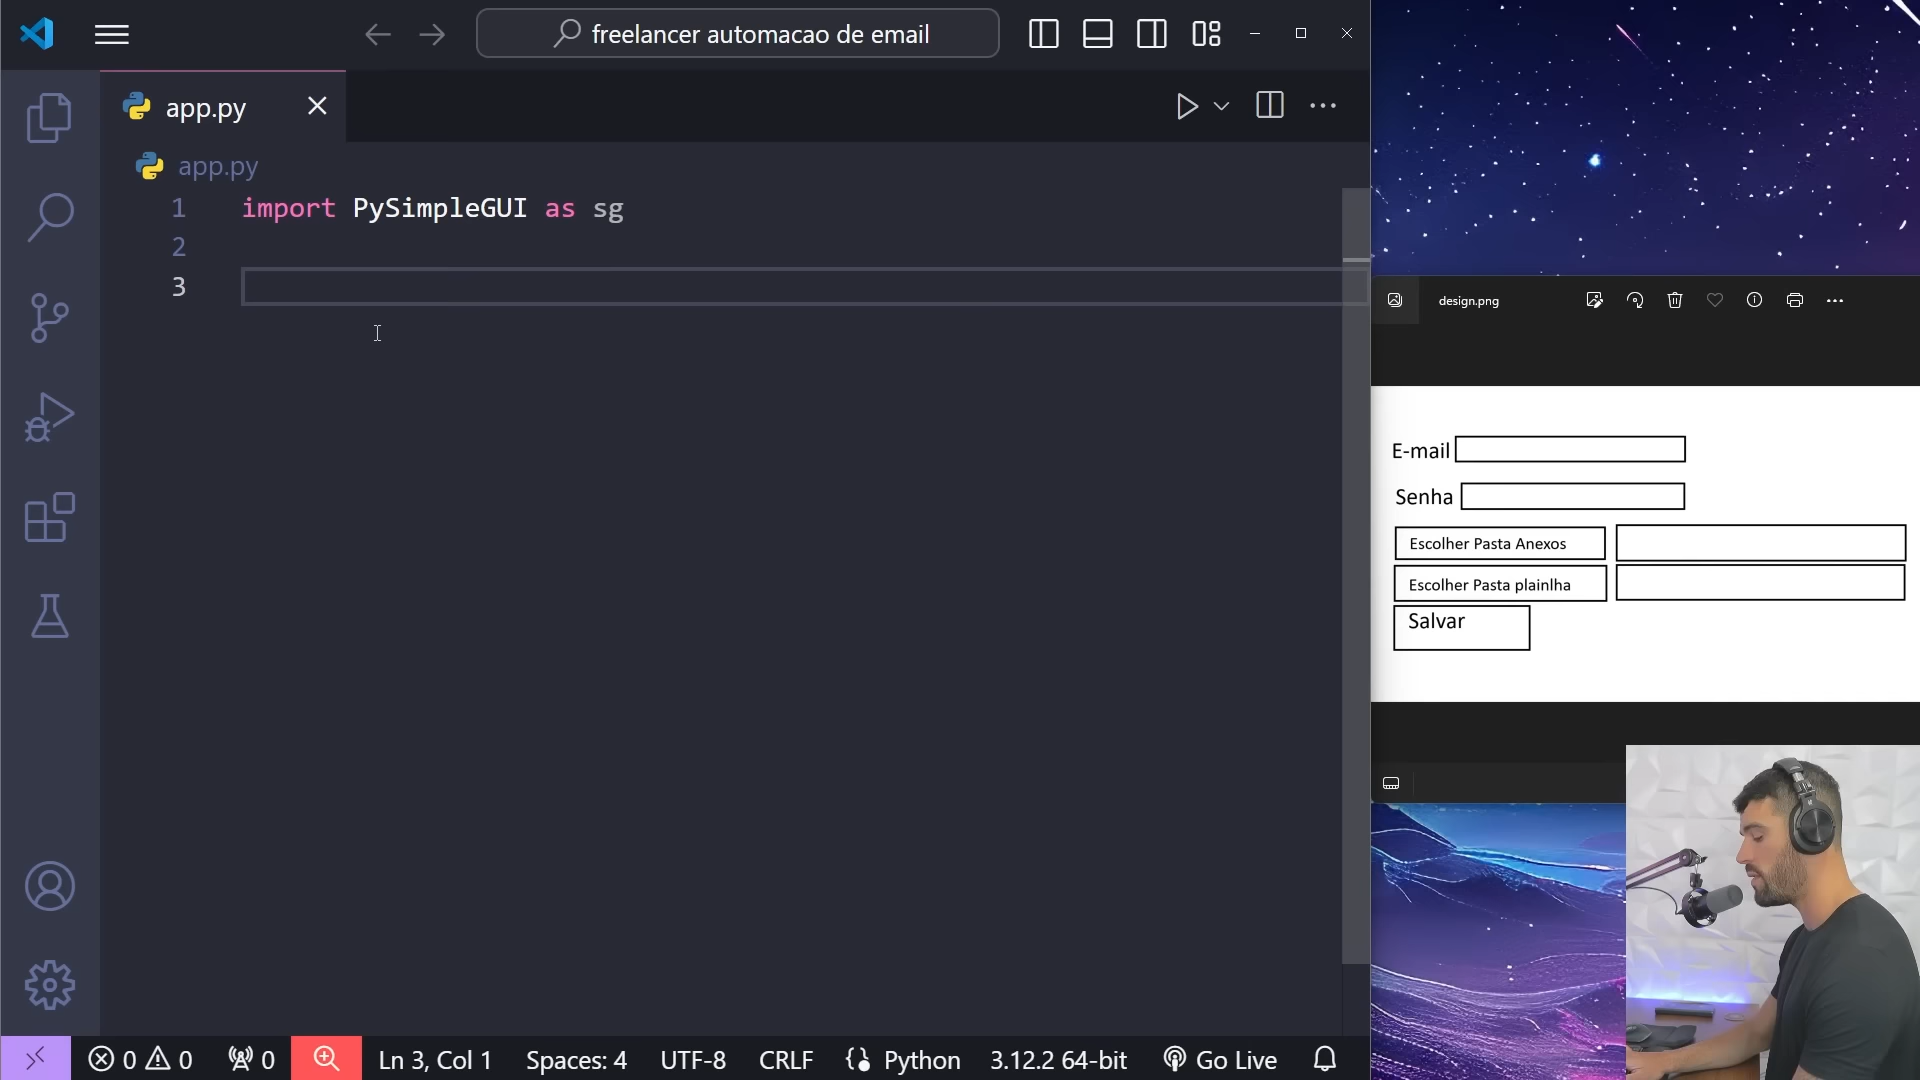 freelancer automacao de email
app.py
app.py
1 import PySimpleGUI as sg
2
3
design.png
E-mail
Senha
Escolher Pasta Anexos
Escolher Pasta plainlha
Salvar
0 0 0 Ln 3, Col 1 Spaces: 4 UTF-8 CRLF Python 3.12.2 64-bit Go Live